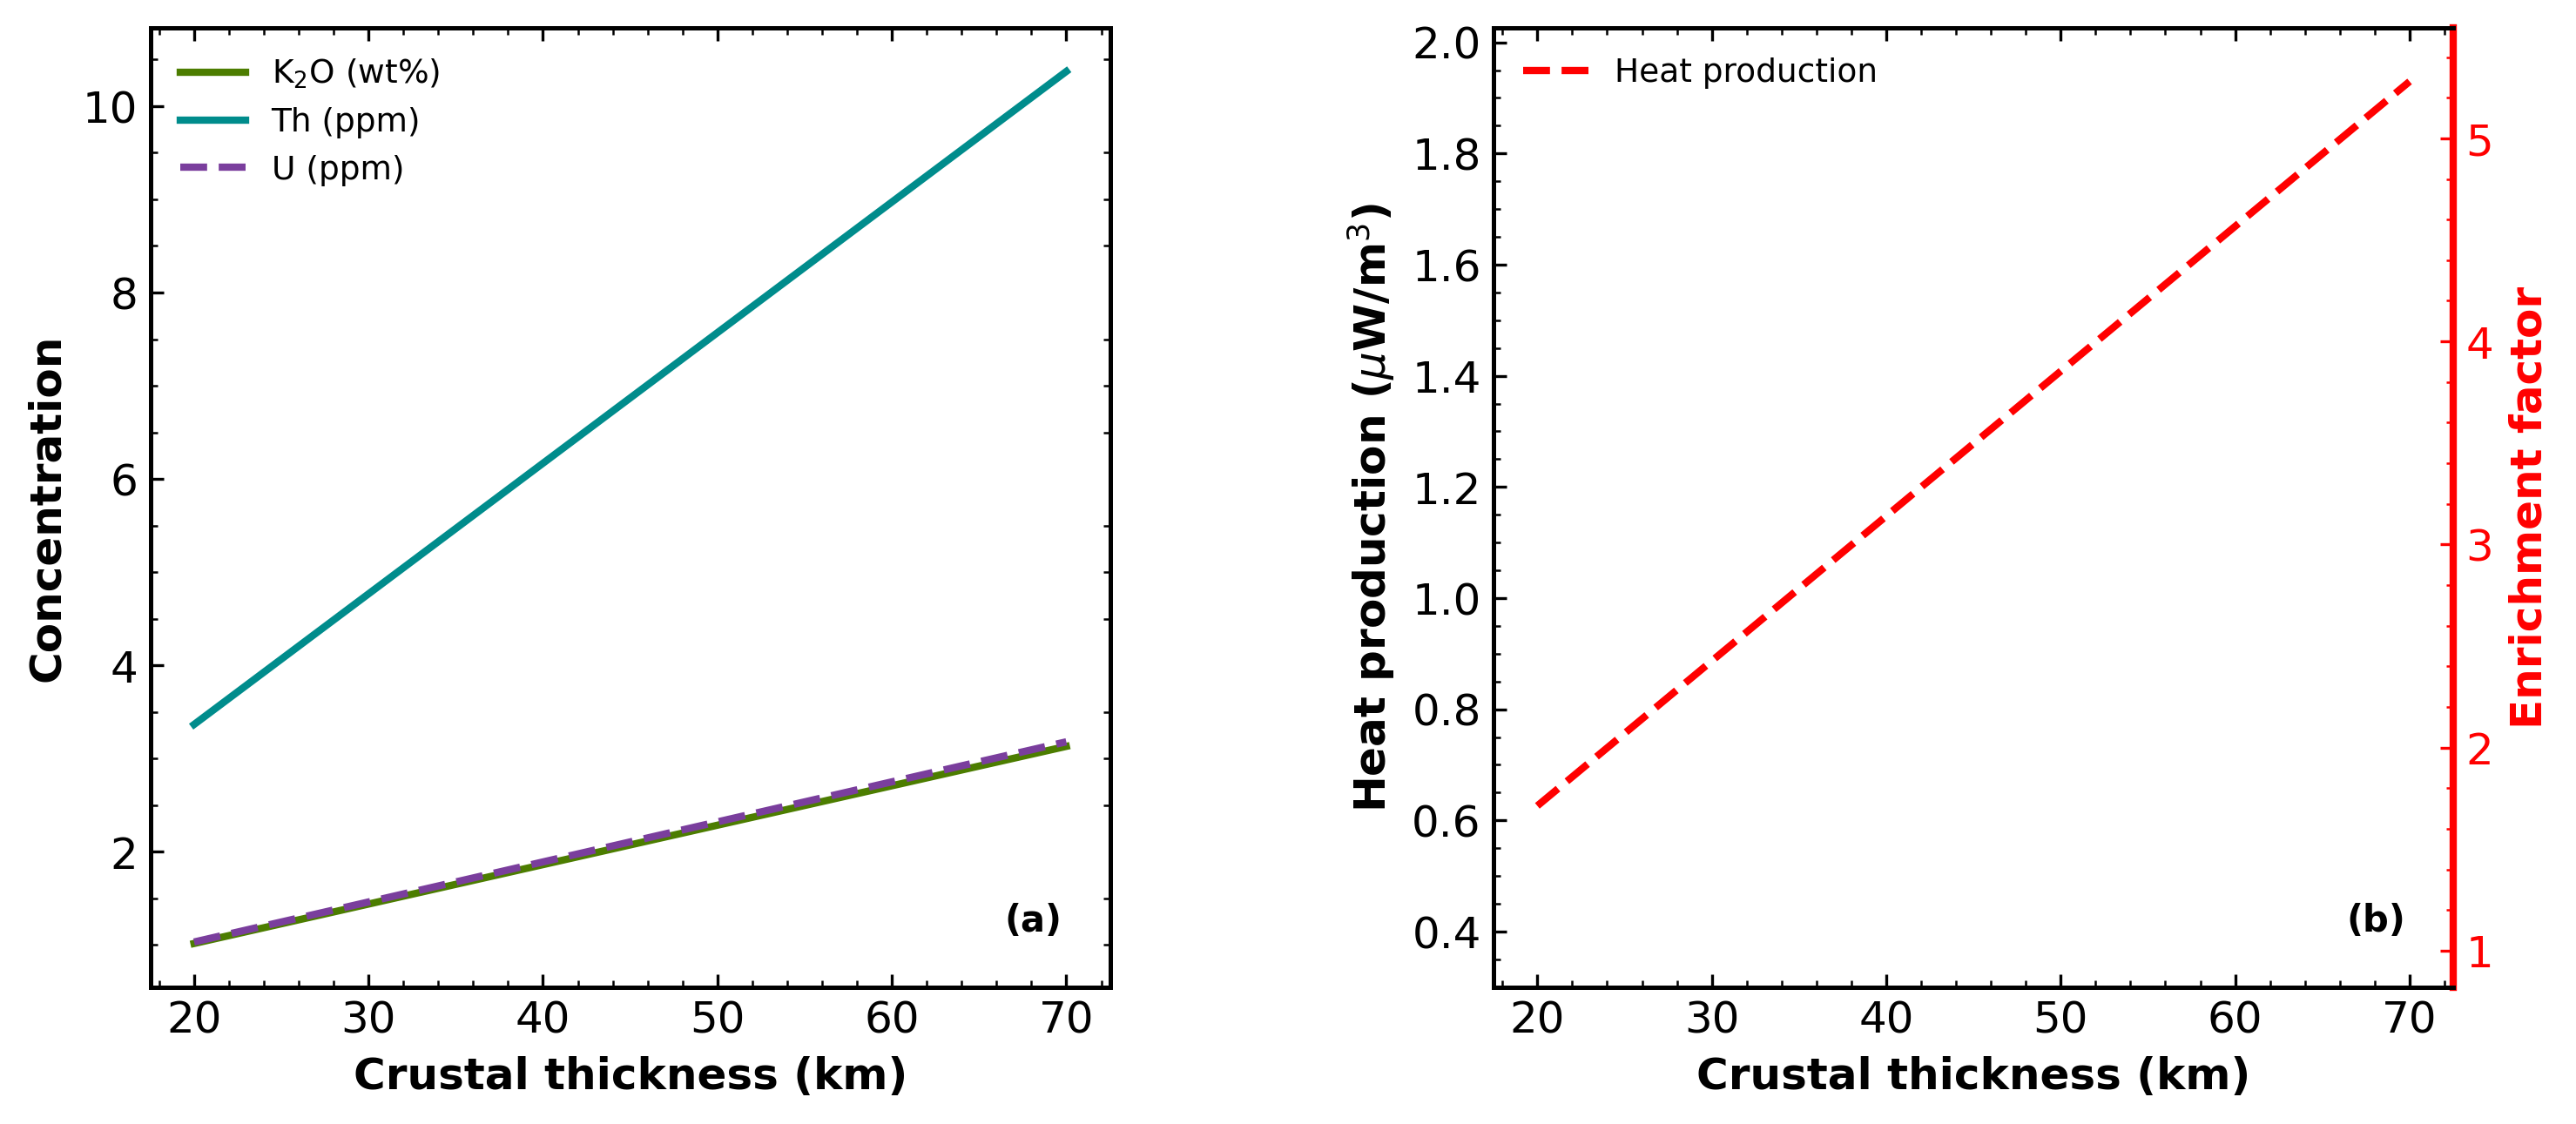 K₂O (wt%)
Th (ppm)
U (ppm)
10
8
6
4
2
Concentration
(a)
20 30 40 50 60 70
Crustal thickness (km)
Heat production
2.0
1.8
1.6
1.4
1.2
1.0
0.8
0.6
0.4
Heat production (μW/m³)
5
4
3
2
1
Enrichment factor
(b)
20 30 40 50 60 70
Crustal thickness (km)